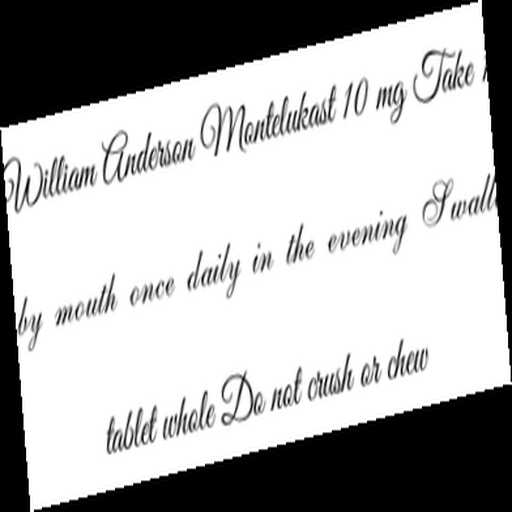 William Anderson Montelukast 10 mg Take
by mouth once daily in the evening
tablet whole Do not crush or chew